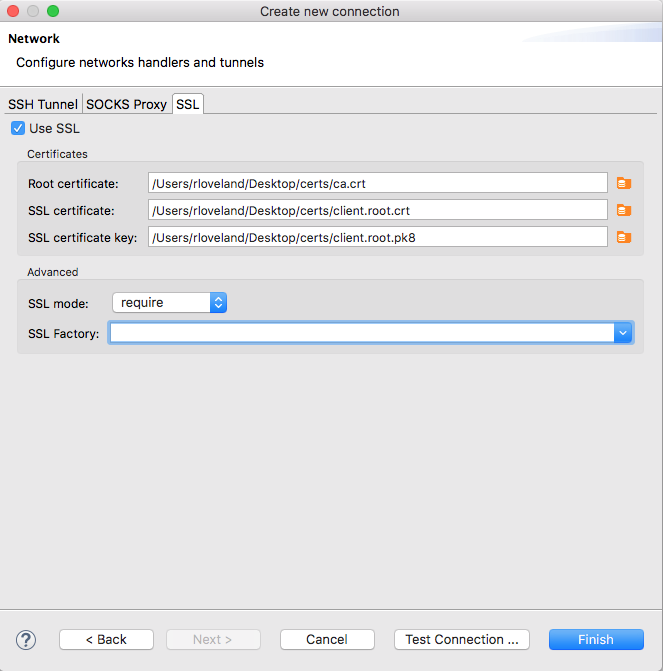 Create new connection
Network
Configure networks handlers and tunnels
SSH Tunnel SOCKS Proxy SSL
Use SSL
Certificates
Root certificate: /Users/rloveland/Desktop/certs/ca.crt
SSL certificate: /Users/rloveland/Desktop/certs/client.root.crt
SSL certificate key: /Users/rloveland/Desktop/certs/client.root.pk8
Advanced
SSL mode: require
SSL Factory:
? < Back Next > Cancel Test Connection ... Finish